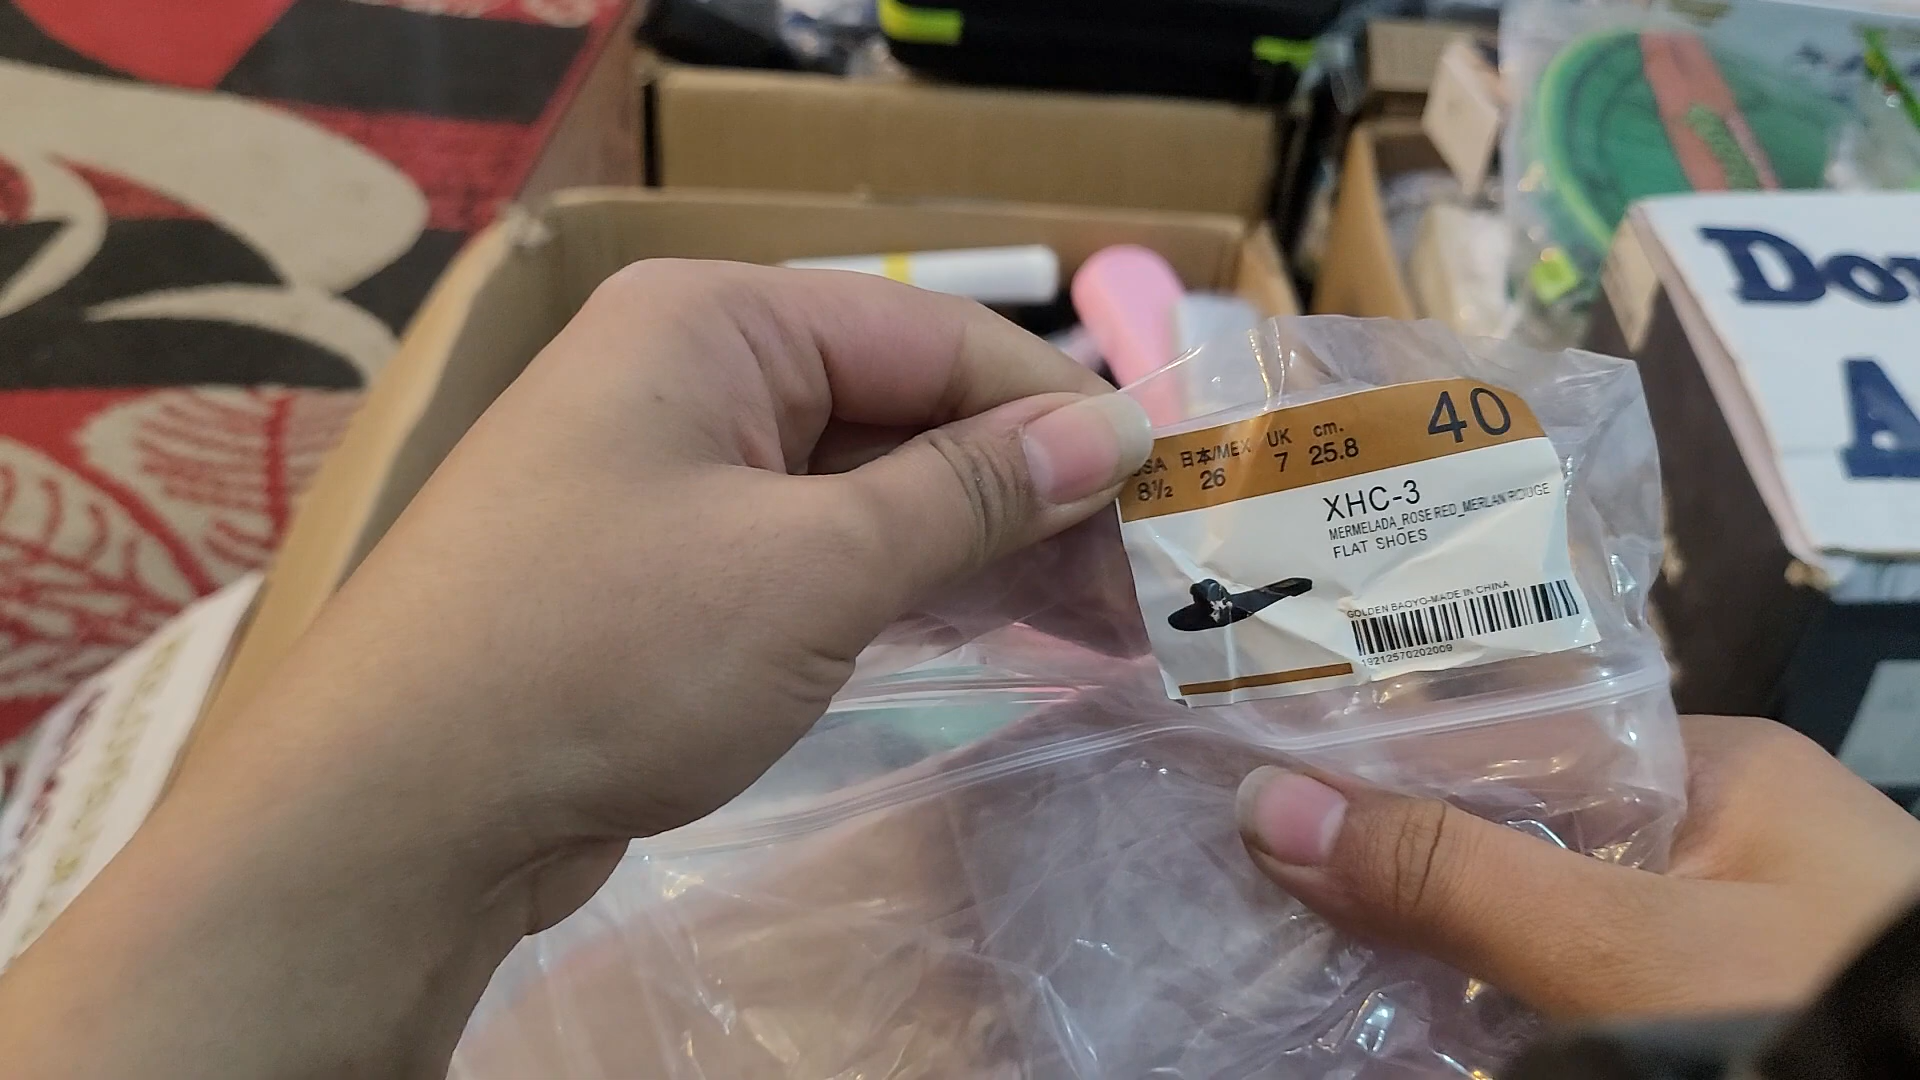 USA 日本/MEX UK cm.
8½ 26 7 25.8
40
XHC-3
MERMELADA_ROSE RED_MERLAN ROUGE
FLAT SHOES
GOLDEN BAOYO-MADE IN CHINA
19212570202009